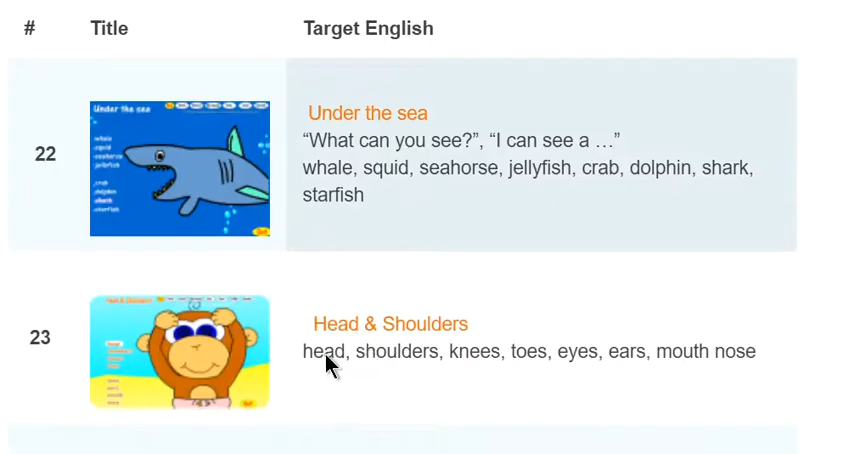 # Title Target English
22
Under the sea
whale
squid
seahorse
jellyfish
crab
dolphin
shark
starfish
Under the sea
“What can you see?”, “I can see a …”
whale, squid, seahorse, jellyfish, crab, dolphin, shark,
starfish
23
Head & Shoulders
Head & Shoulders
head, shoulders, knees, toes, eyes, ears, mouth nose